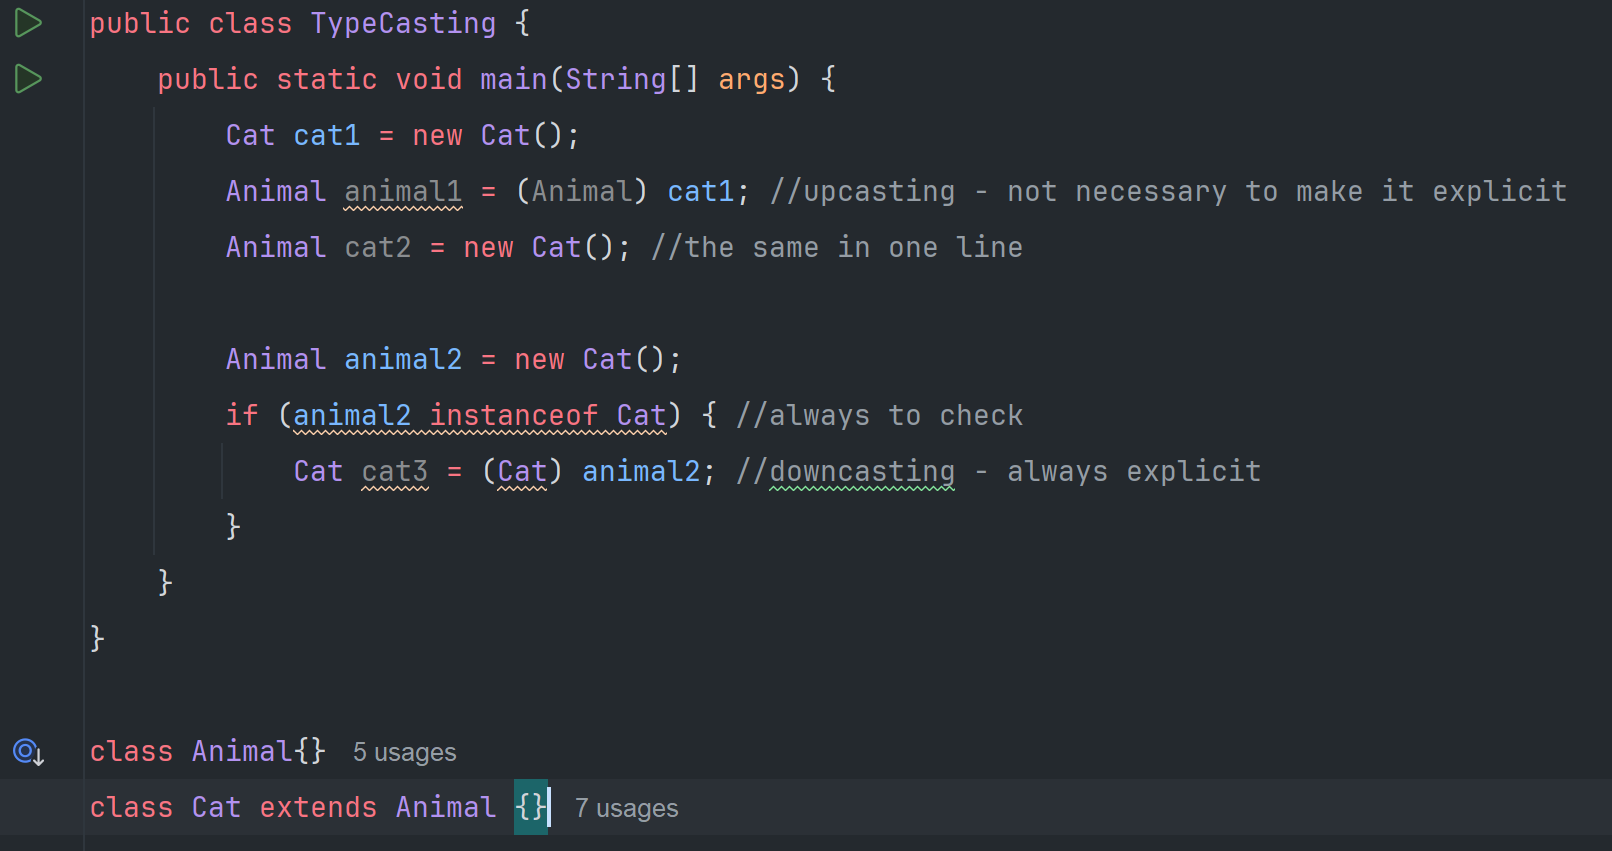 public class TypeCasting {
public static void main(String[] args) {
Cat cat1 = new Cat();
Animal animal1 = (Animal) cat1; //upcasting - not necessary to make it explicit
Animal cat2 = new Cat(); //the same in one line
Animal animal2 = new Cat();
if (animal2 instanceof Cat) { //always to check
Cat cat3 = (Cat) animal2; //downcasting - always explicit
}
}
}
class Animal{} 5 usages
class Cat extends Animal {} 7 usages